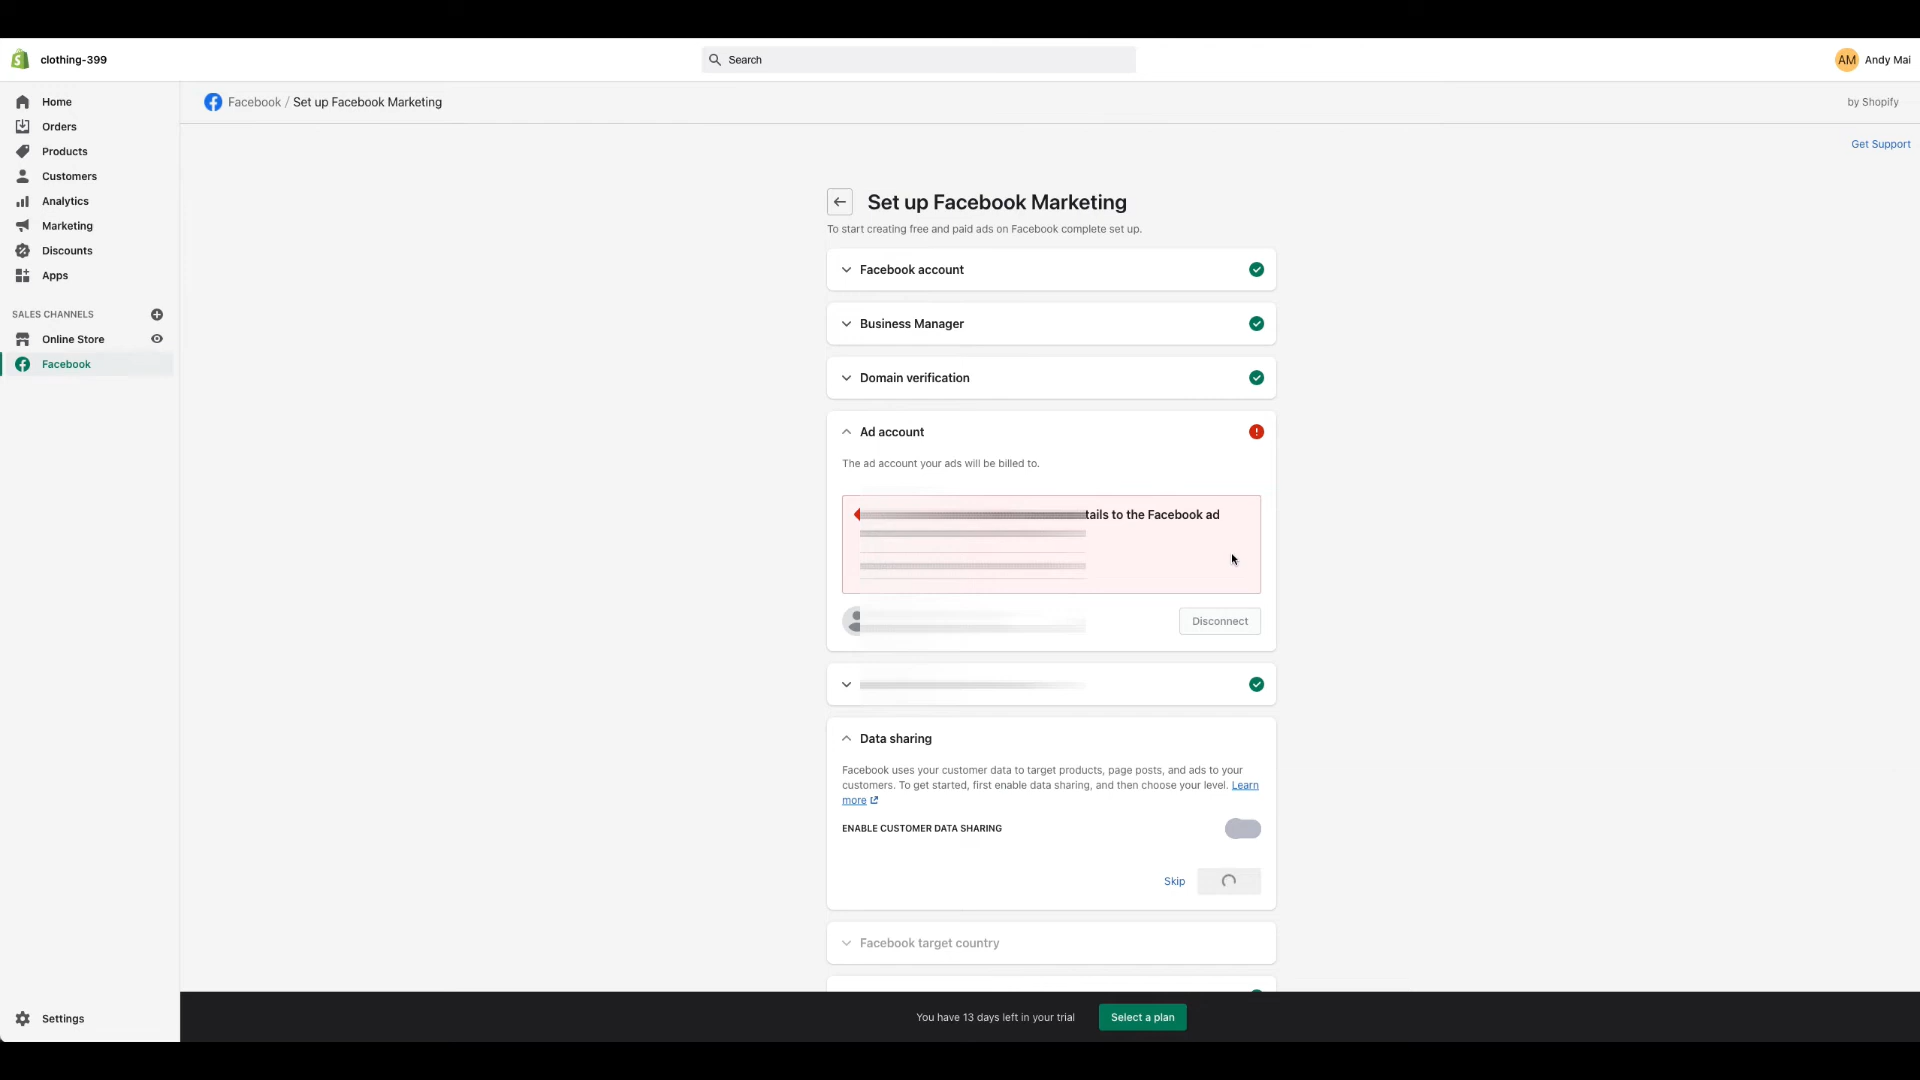 clothing-399
Search
AM Andy Mai
Home
Orders
Products
Customers
Analytics
Marketing
Discounts
Apps
SALES CHANNELS
Online Store
Facebook
Settings
Facebook / Set up Facebook Marketing
by Shopify
Get Support
Set up Facebook Marketing
To start creating free and paid ads on Facebook complete set up.
Facebook account
Business Manager
Domain verification
Ad account
The ad account your ads will be billed to.
tails to the Facebook ad
Disconnect
Data sharing
Facebook uses your customer data to target products, page posts, and ads to your
customers. To get started, first enable data sharing, and then choose your level. Learn
more
ENABLE CUSTOMER DATA SHARING
Skip
Facebook target country
You have 13 days left in your trial
Select a plan